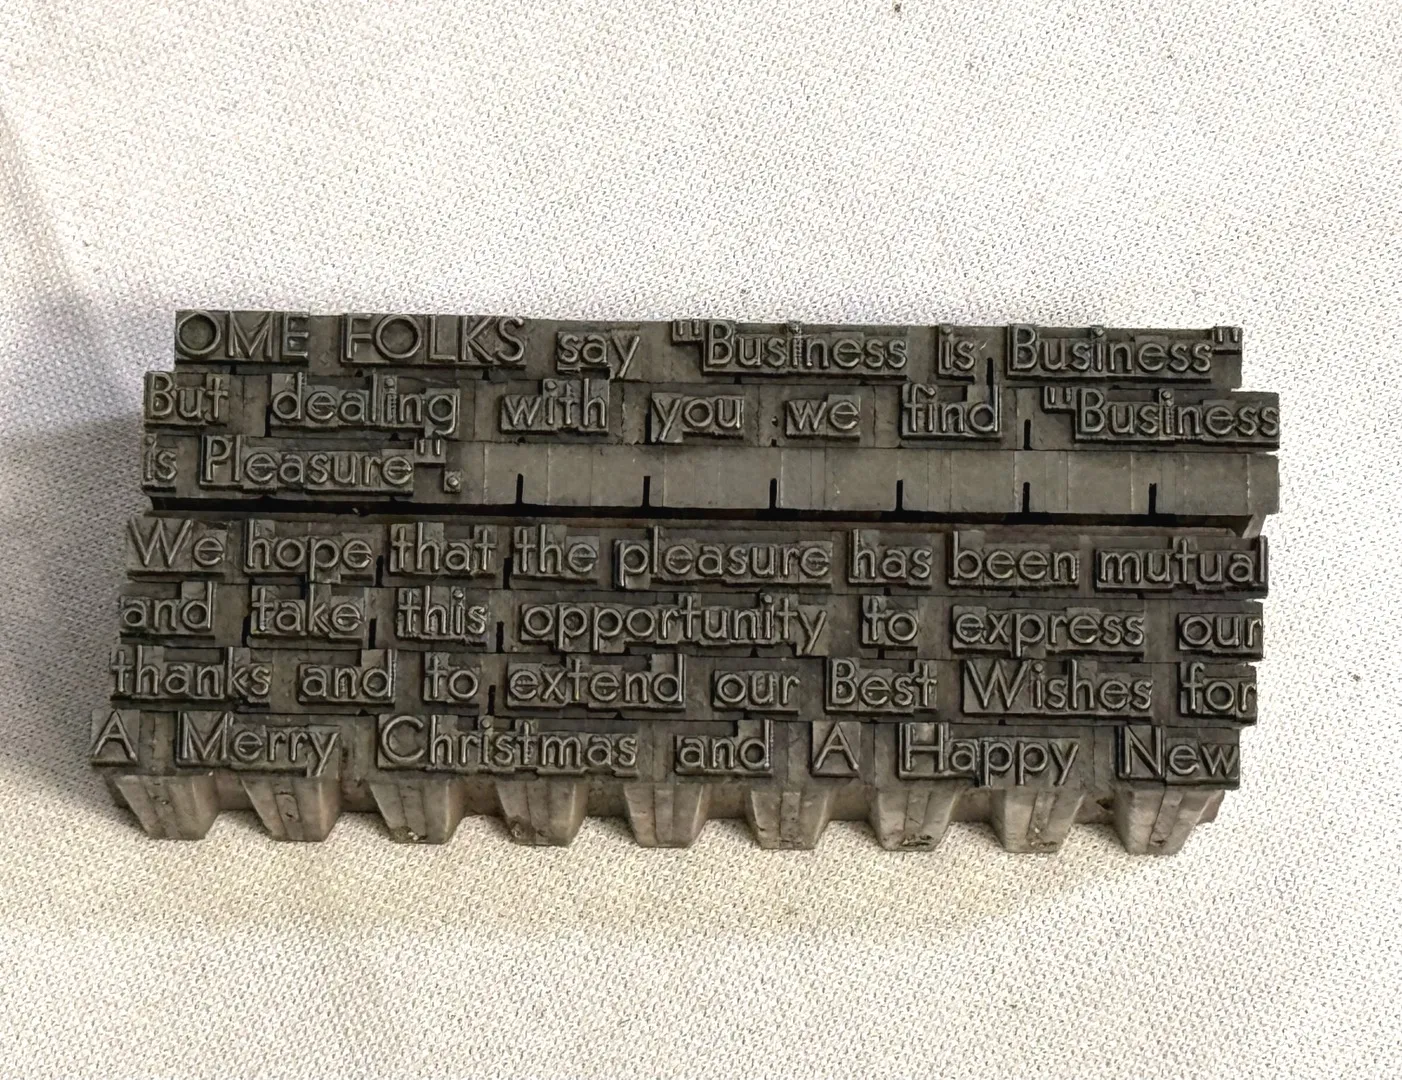 OME FOLKS say "Business is Business"
But dealing with you we find "Business
is Pleasure".
We hope that the pleasure has been mutual
and take this opportunity to express our
thanks and to extend our Best Wishes for
A Merry Christmas and A Happy New